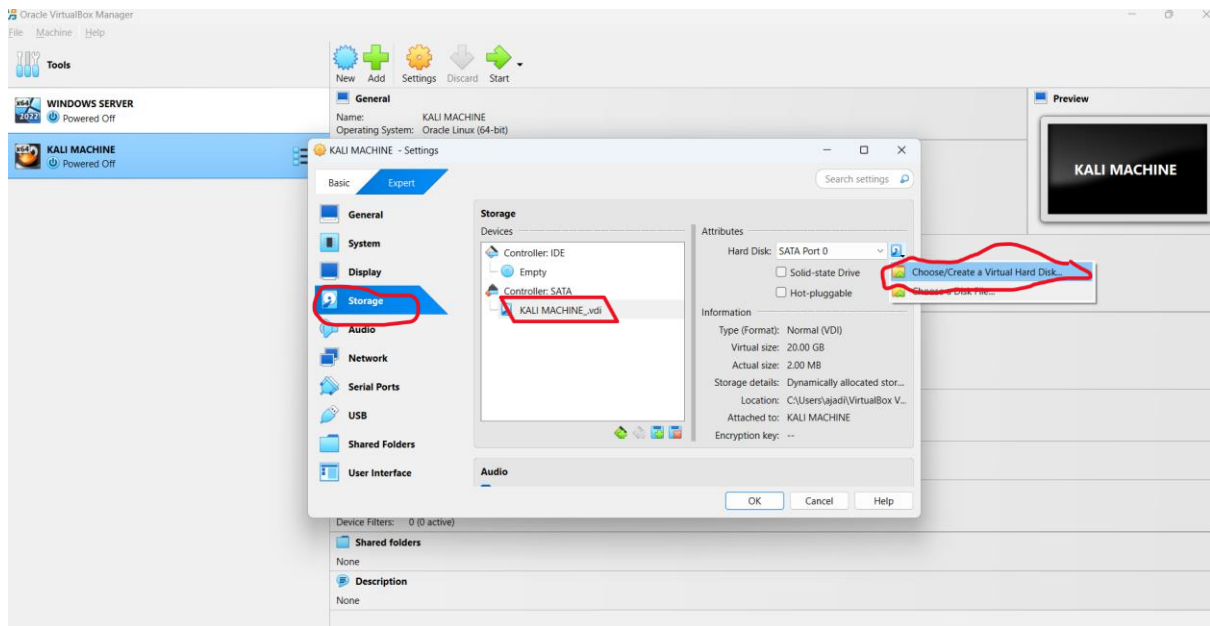 Oracle VirtualBox Manager
File Machine Help
Tools
New Add Settings Discard Start
WINDOWS SERVER
Powered Off
x64
2022
KALI MACHINE
Powered Off
x64
General
Name: KALI MACHINE
Operating System: Oracle Linux (64-bit)
Preview
KALI MACHINE
KALI MACHINE - Settings
Basic Expert
Search settings
General
System
Display
Storage
Audio
Network
Serial Ports
USB
Shared Folders
User Interface
Storage
Devices
Controller: IDE
Empty
Controller: SATA
KALI MACHINE_.vdi
Attributes
Hard Disk: SATA Port 0
Solid-state Drive
Hot-pluggable
Choose/Create a Virtual Hard Disk...
Choose a Disk File...
Information
Type (Format): Normal (VDI)
Virtual size: 20.00 GB
Actual size: 2.00 MB
Storage details: Dynamically allocated stor...
Location: C:\Users\ajadi\VirtualBox V...
Attached to: KALI MACHINE
Encryption key: --
Audio
OK Cancel Help
Device Filters: 0 (0 active)
Shared folders
None
Description
None